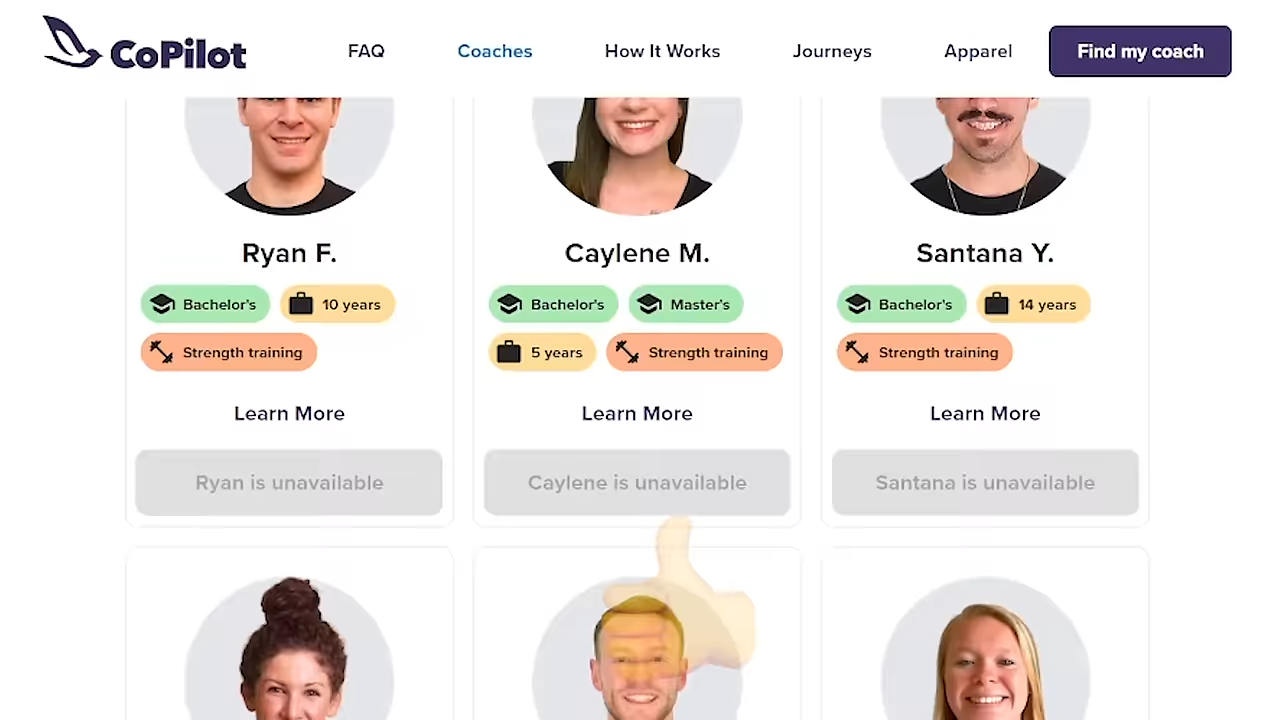 CoPilot
FAQ
Coaches
How It Works
Journeys
Apparel
Find my coach
Ryan F.
Bachelor's
10 years
Strength training
Learn More
Ryan is unavailable
Caylene M.
Bachelor's
Master's
5 years
Strength training
Learn More
Caylene is unavailable
Santana Y.
Bachelor's
14 years
Strength training
Learn More
Santana is unavailable